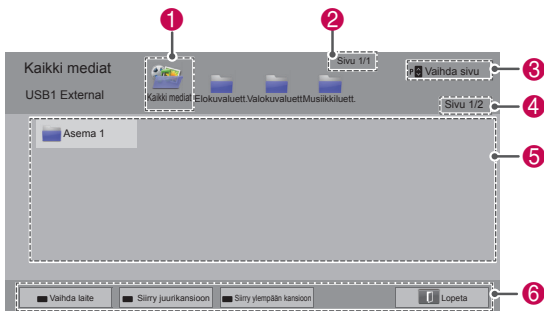 1
2
Kaikki mediat
Sivu 1/1
P Vaihda sivu
3
USB1 External
Kaikki mediat
Elokuvaluett.
Valokuvaluett.
Musiikkiluett.
Sivu 1/2
4
Asema 1
5
Vaihda laite
Siirry juurikansioon
Siirry ylempään kansioon
Lopeta
6